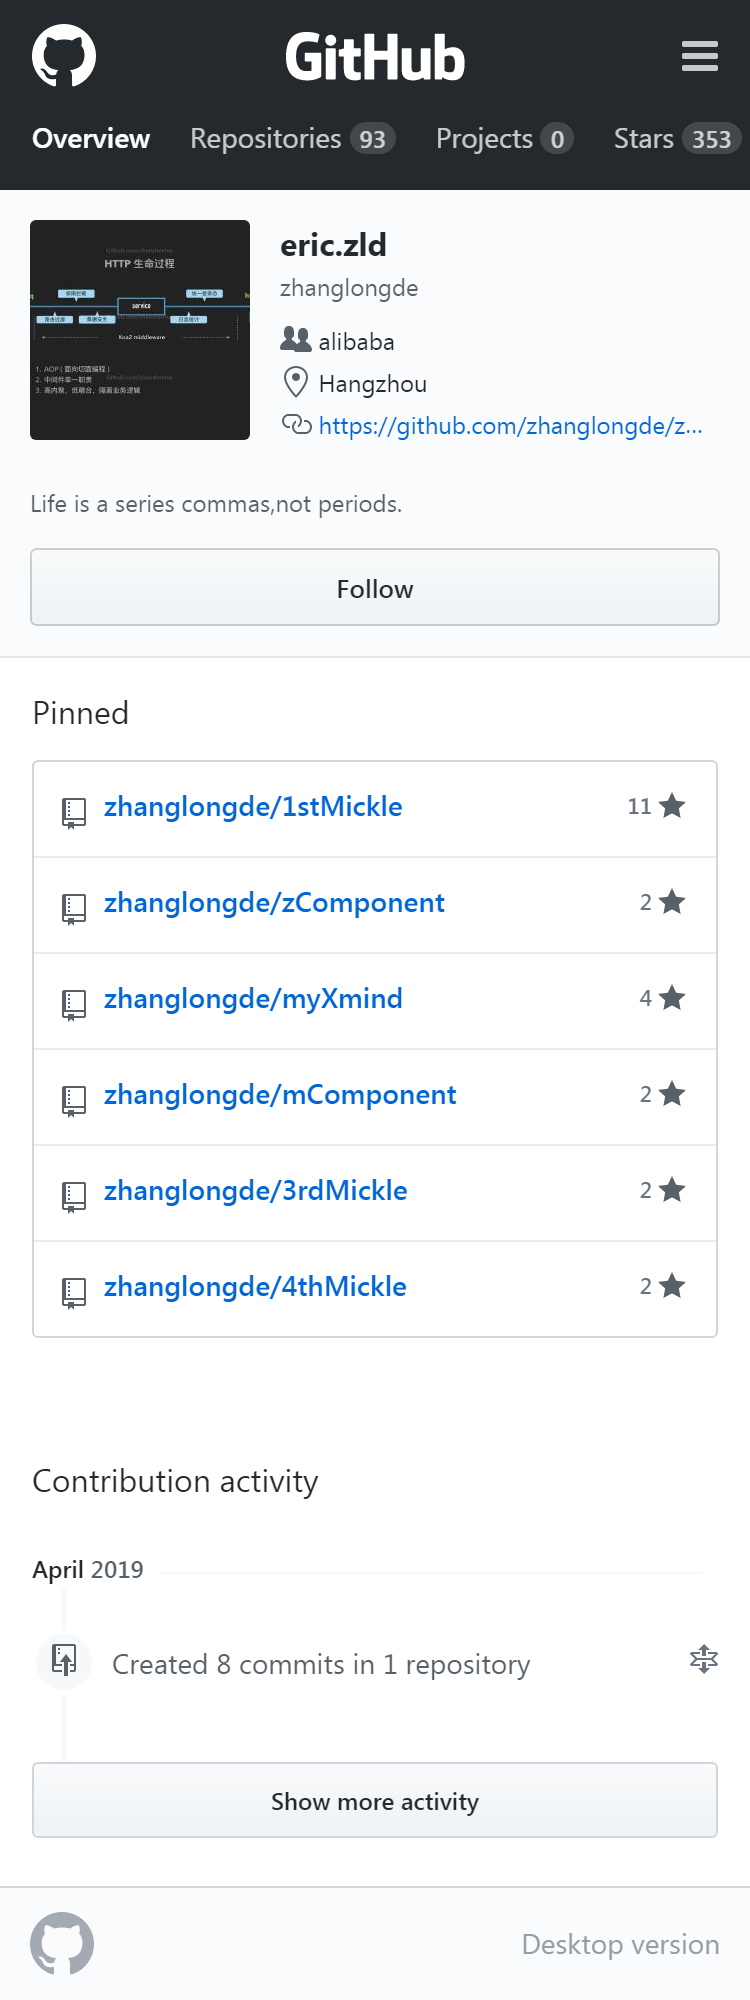 GitHub
Overview Repositories 93 Projects 0 Stars 353
GitHub.com/chenshenhai
HTTP 生命过程
service
Koa2 middleware
1. AOP ( 面向切面编程 )
2. 中间件单一职责
3. 高内聚、低耦合、隔离业务逻辑
eric.zld
zhanglongde
alibaba
Hangzhou
https://github.com/zhanglongde/z...
Life is a series commas,not periods.
Follow
Pinned
zhanglongde/1stMickle 11
zhanglongde/zComponent 2
zhanglongde/myXmind 4
zhanglongde/mComponent 2
zhanglongde/3rdMickle 2
zhanglongde/4thMickle 2
Contribution activity
April 2019
Created 8 commits in 1 repository
Show more activity
Desktop version